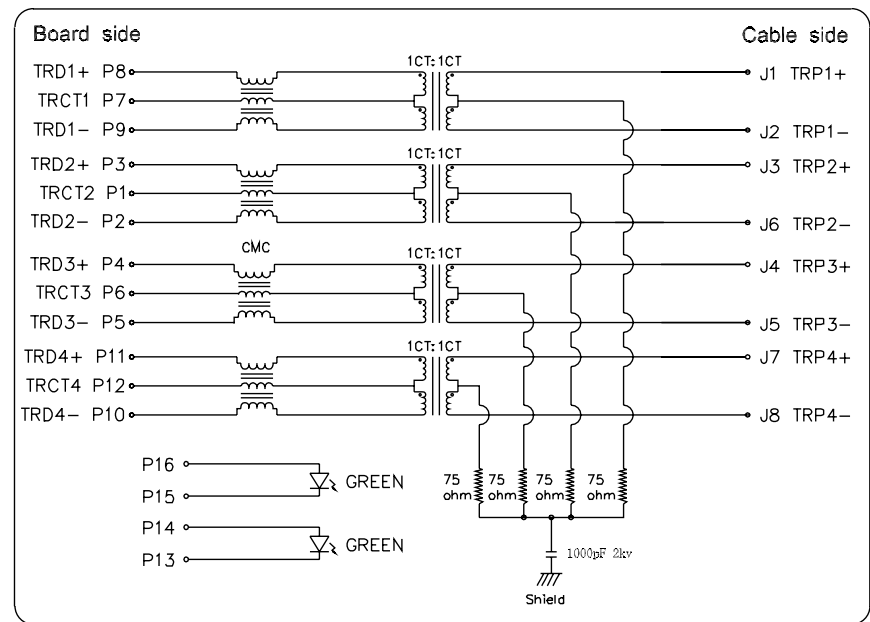 Board side
Cable side
1CT:1CT
TRD1+ P8
J1 TRP1+
TRCT1 P7
TRD1- P9
J2 TRP1-
1CT:1CT
TRD2+ P3
J3 TRP2+
TRCT2 P1
TRD2- P2
J6 TRP2-
CMC
1CT:1CT
TRD3+ P4
J4 TRP3+
TRCT3 P6
TRD3- P5
J5 TRP3-
1CT:1CT
TRD4+ P11
J7 TRP4+
TRCT4 P12
TRD4- P10
J8 TRP4-
P16
GREEN
P15
P14
GREEN
P13
75 ohm
75 ohm
75 ohm
75 ohm
1000pF 2kv
Shield